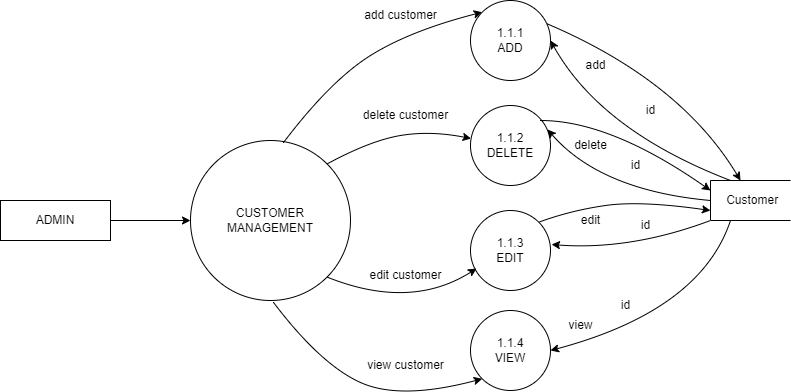 add customer
1.1.1
ADD
add
id
delete customer
1.1.2
DELETE
delete
id
ADMIN
CUSTOMER
MANAGEMENT
Customer
edit customer
1.1.3
EDIT
edit
id
view customer
1.1.4
VIEW
view
id